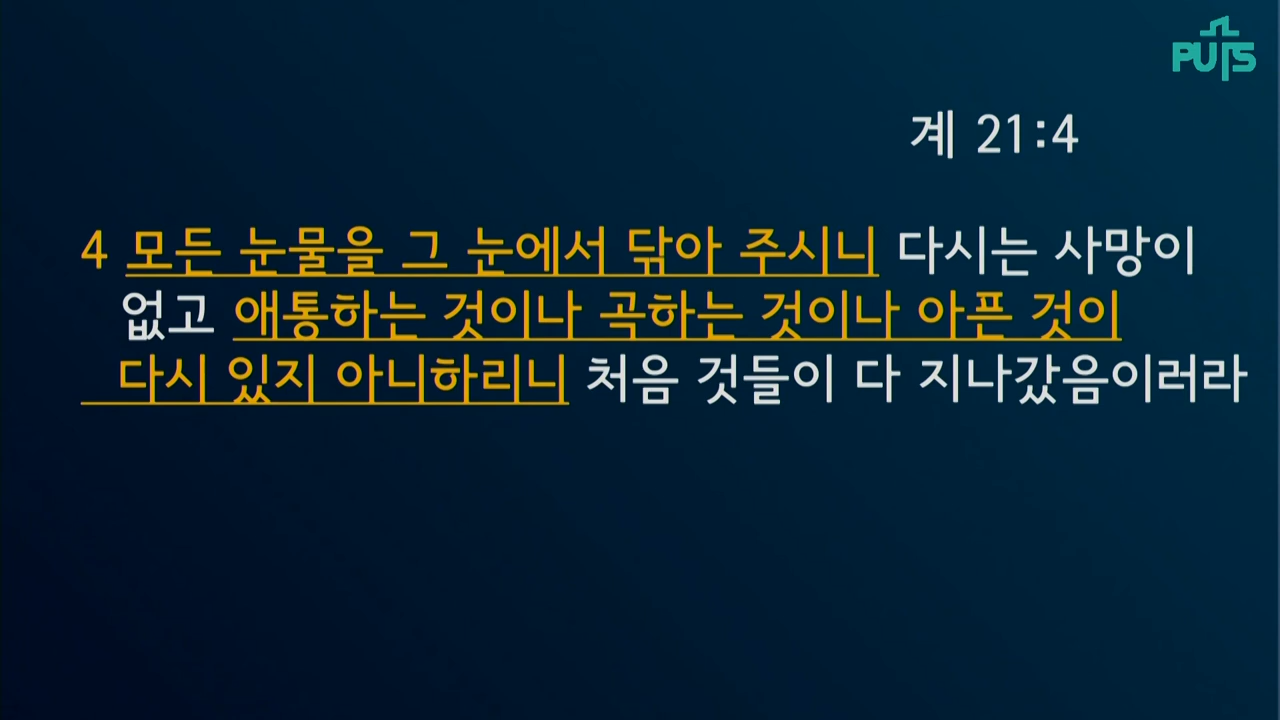 PUTS
계 21:4
4 모든 눈물을 그 눈에서 닦아 주시니 다시는 사망이
없고 애통하는 것이나 곡하는 것이나 아픈 것이
다시 있지 아니하리니 처음 것들이 다 지나갔음이러라